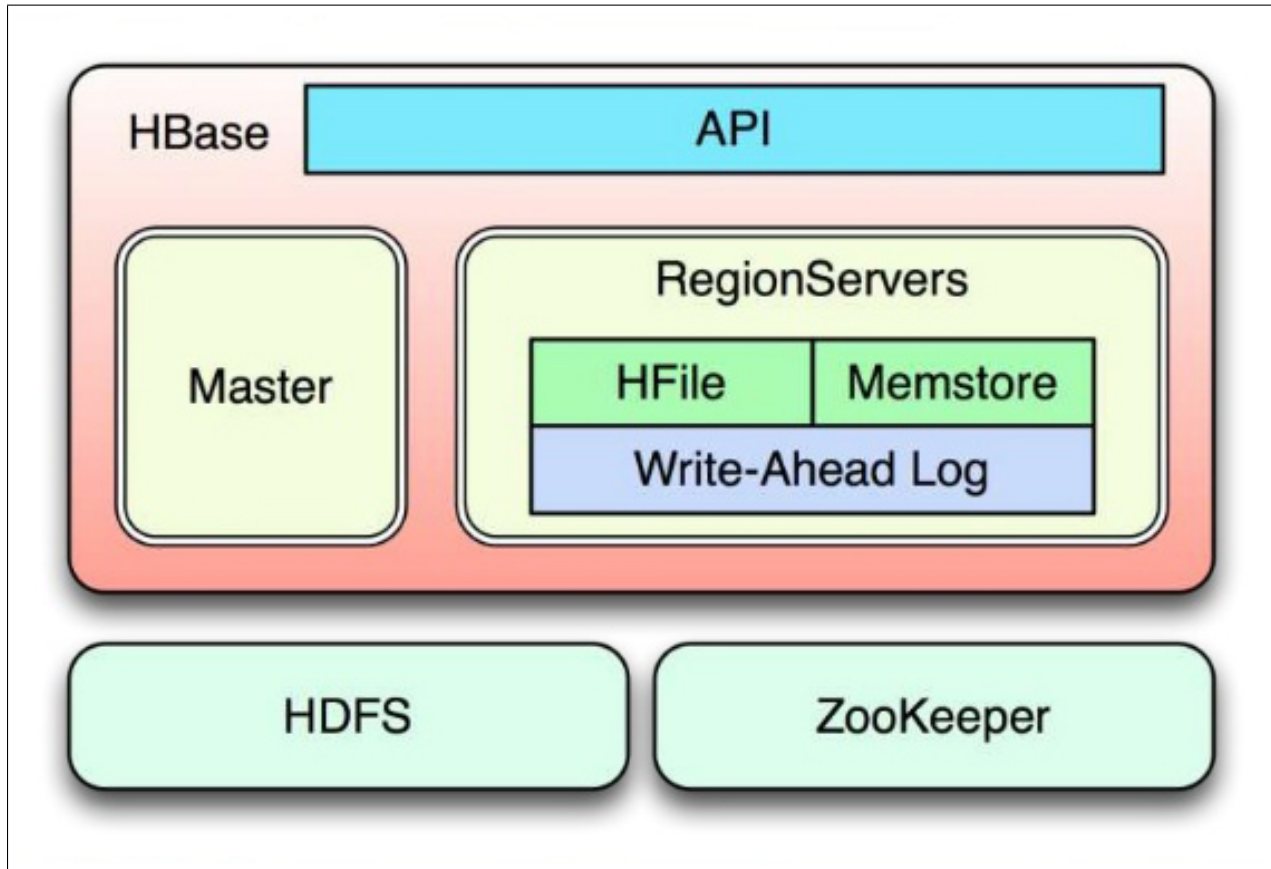 HBase
API
RegionServers
Master
HFile
Memstore
Write-Ahead Log
HDFS
ZooKeeper